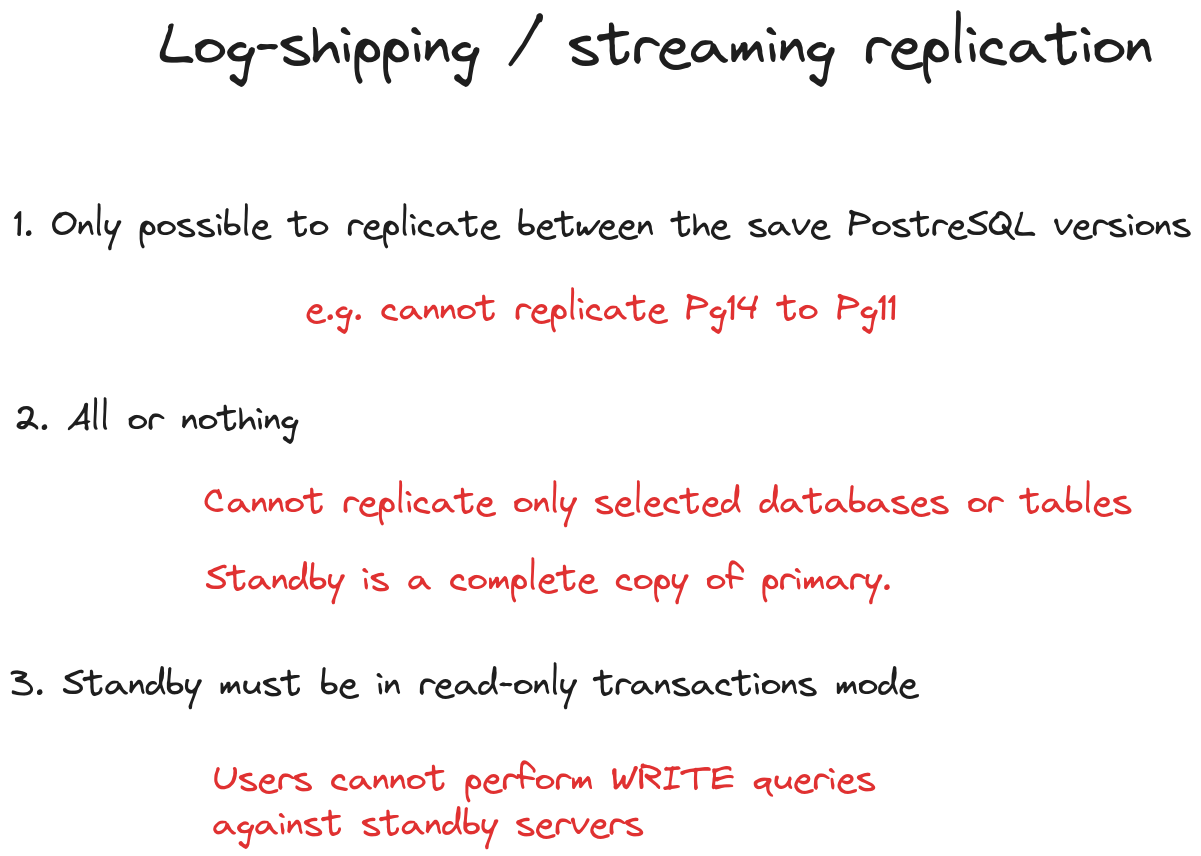 Log-shipping / streaming replication
1. Only possible to replicate between the save PostreSQL versions
e.g. cannot replicate Pg14 to Pg11
2. All or nothing
Cannot replicate only selected databases or tables
Standby is a complete copy of primary.
3. Standby must be in read-only transactions mode
Users cannot perform WRITE queries
against standby servers